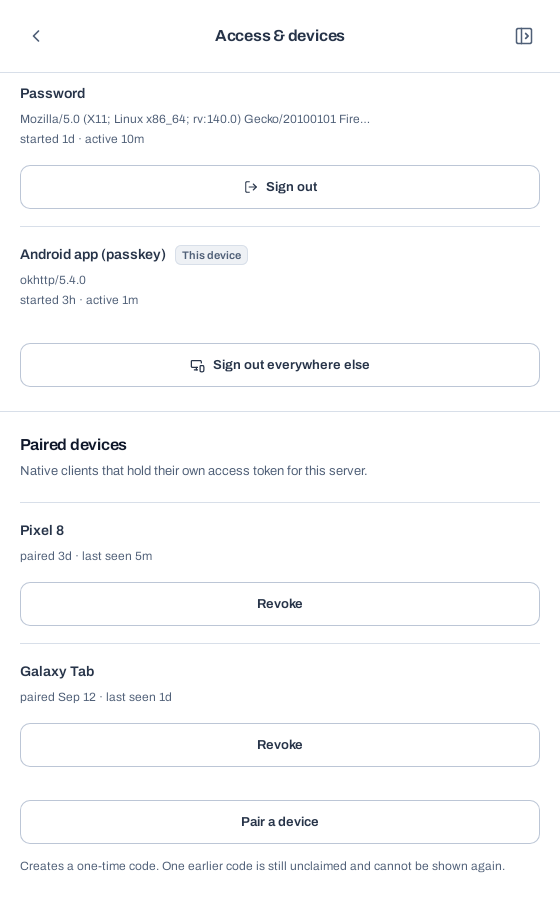 Access & devices
Password
Mozilla/5.0 (X11; Linux x86_64; rv:140.0) Gecko/20100101 Fire...
started 1d · active 10m
Sign out
Android app (passkey) This device
okhttp/5.4.0
started 3h · active 1m
Sign out everywhere else
Paired devices
Native clients that hold their own access token for this server.
Pixel 8
paired 3d · last seen 5m
Revoke
Galaxy Tab
paired Sep 12 · last seen 1d
Revoke
Pair a device
Creates a one-time code. One earlier code is still unclaimed and cannot be shown again.